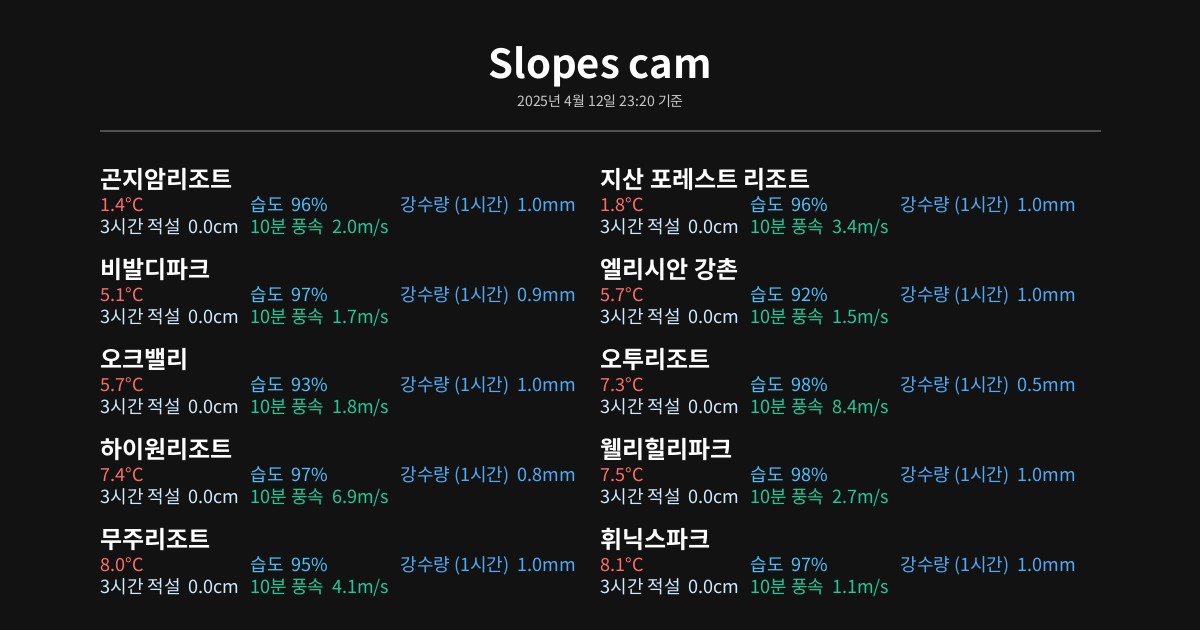 Slopes cam
2025년 4월 12일 23:20 기준
곤지암리조트
1.4°C 습도 96% 강수량 (1시간) 1.0mm
3시간 적설 0.0cm 10분 풍속 2.0m/s
지산 포레스트 리조트
1.8°C 습도 96% 강수량 (1시간) 1.0mm
3시간 적설 0.0cm 10분 풍속 3.4m/s
비발디파크
5.1°C 습도 97% 강수량 (1시간) 0.9mm
3시간 적설 0.0cm 10분 풍속 1.7m/s
엘리시안 강촌
5.7°C 습도 92% 강수량 (1시간) 1.0mm
3시간 적설 0.0cm 10분 풍속 1.5m/s
오크밸리
5.7°C 습도 93% 강수량 (1시간) 1.0mm
3시간 적설 0.0cm 10분 풍속 1.8m/s
오투리조트
7.3°C 습도 98% 강수량 (1시간) 0.5mm
3시간 적설 0.0cm 10분 풍속 8.4m/s
하이원리조트
7.4°C 습도 97% 강수량 (1시간) 0.8mm
3시간 적설 0.0cm 10분 풍속 6.9m/s
웰리힐리파크
7.5°C 습도 98% 강수량 (1시간) 1.0mm
3시간 적설 0.0cm 10분 풍속 2.7m/s
무주리조트
8.0°C 습도 95% 강수량 (1시간) 1.0mm
3시간 적설 0.0cm 10분 풍속 4.1m/s
휘닉스파크
8.1°C 습도 97% 강수량 (1시간) 1.0mm
3시간 적설 0.0cm 10분 풍속 1.1m/s